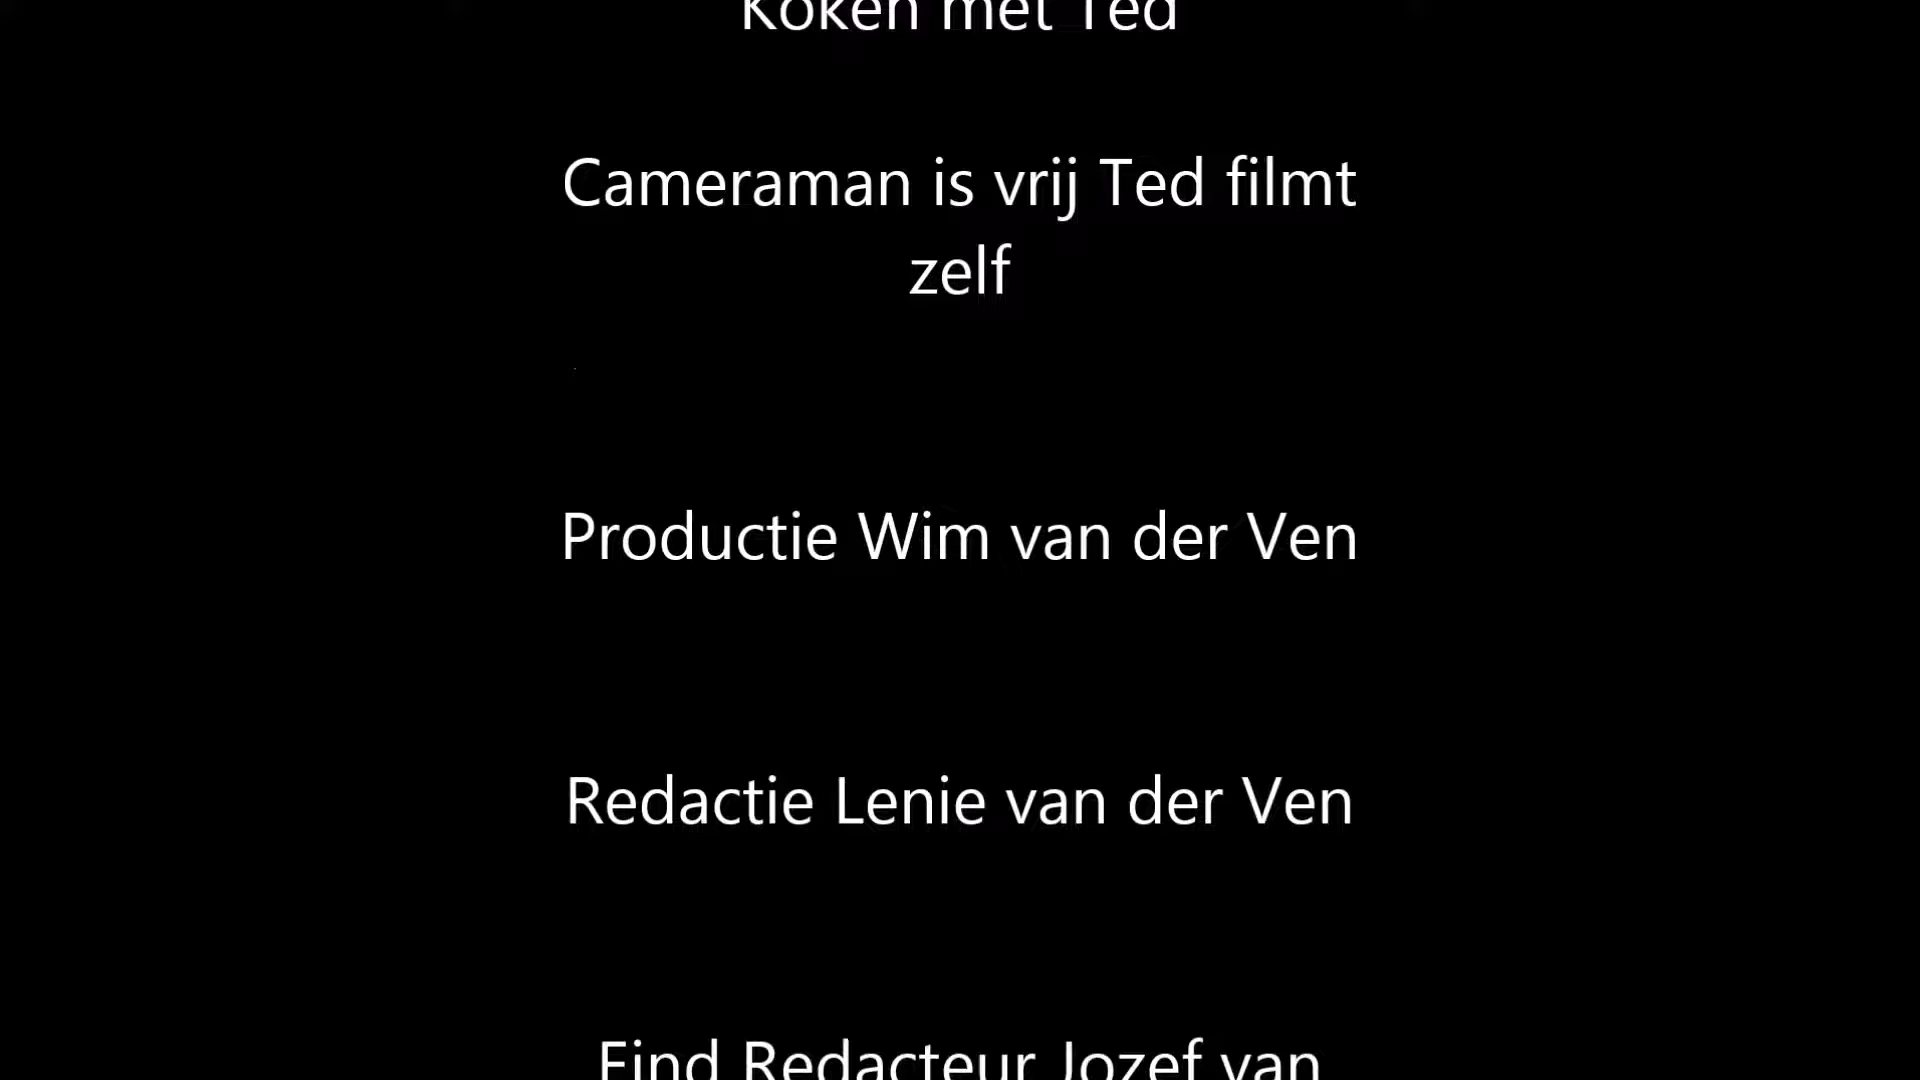 Koken met Ted
Cameraman is vrij Ted filmt
zelf
Productie Wim van der Ven
Redactie Lenie van der Ven
Eind Redacteur Jozef van